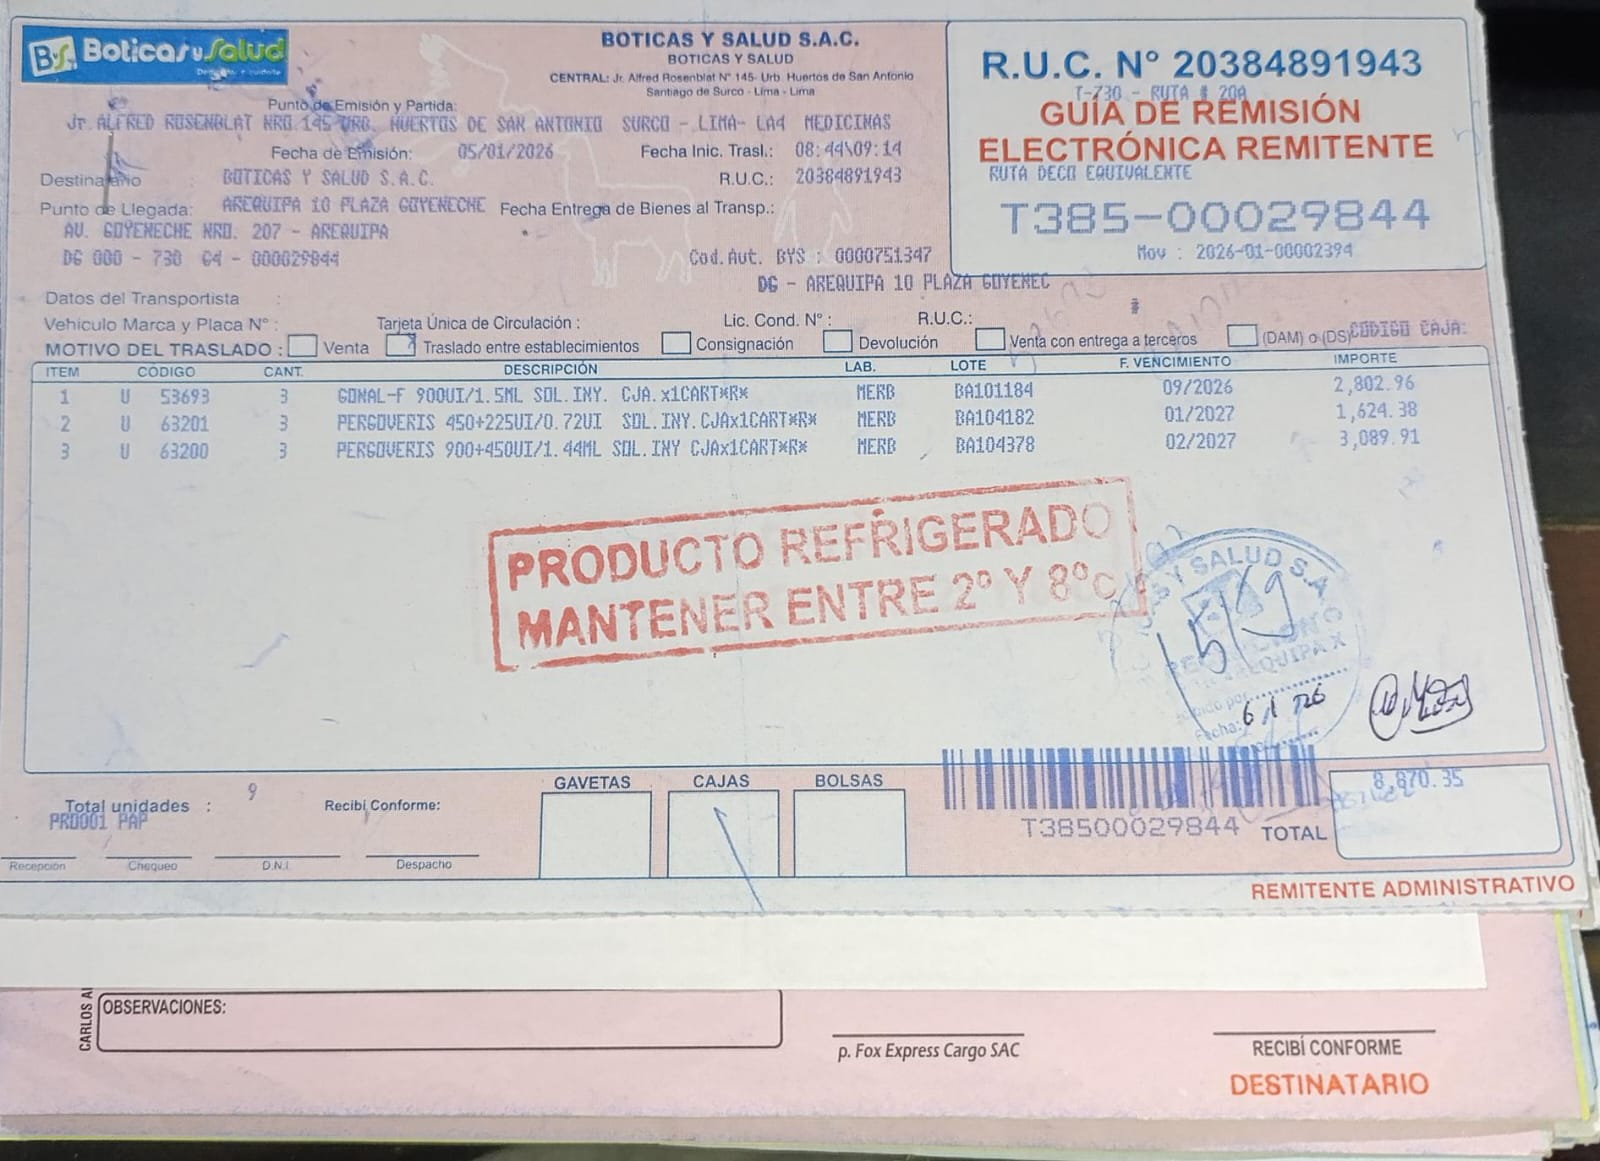 Boticas y Salud
BOTICAS Y SALUD S.A.C.
BOTICAS Y SALUD
CENTRAL: Jr. Alfred Rosenblat N° 145- Urb. Huertos de San Antonio
Santiago de Surco - Lima - Lima
R.U.C. N° 20384891943
T-730 - RUTA # 20A
GUÍA DE REMISIÓN
ELECTRÓNICA REMITENTE
RUTA DECO EQUIVALENTE
T385-00029844
Mov : 2026-01-00002394
Punto de Emisión y Partida:
Jr. ALFRED ROSENBLAT NRO.145 URB. HUERTOS DE SAN ANTONIO SURCO - LIMA- LA4 MEDICINAS
Fecha de Emisión: 05/01/2026 Fecha Inic. Trasl.: 08:44\09:14
Destinatario : BOTICAS Y SALUD S.A.C. R.U.C.: 20384891943
Punto de Llegada: AREQUIPA 10 PLAZA GOYENECHE Fecha Entrega de Bienes al Transp.:
AV. GOYENECHE NRO. 207 - AREQUIPA
DG 000 - 730 G4 - 000029844 Cod.Aut. BYS : 0000751347
DG - AREQUIPA 10 PLAZA GOYENEC
Datos del Transportista :
Vehículo Marca y Placa N° : Tarjeta Única de Circulación : Lic. Cond. N° : R.U.C.: #
MOTIVO DEL TRASLADO : Venta X Traslado entre establecimientos Consignación Devolución Venta con entrega a terceros (DAM) o (DS) CODIGO CAJA:
ITEM CÓDIGO CANT. DESCRIPCIÓN LAB. LOTE F. VENCIMIENTO IMPORTE
1 U 53693 3 GONAL-F 900UI/1.5ML SOL.INY. CJA.x1CART*R* MERB BA101184 09/2026 2,802.96
2 U 63201 3 PERGOVERIS 450+225UI/0.72UI SOL.INY.CJAx1CART*R* MERB BA104182 01/2027 1,624.38
3 U 63200 3 PERGOVERIS 900+450UI/1.44ML SOL.INY CJAx1CART*R* MERB BA104378 02/2027 3,089.91
PRODUCTO REFRIGERADO
MANTENER ENTRE 2° Y 8°C
Y SALUD S.A.
AREQUIPA X
Recibido por
Fecha: 6/1/26
GAVETAS CAJAS BOLSAS
Total unidades : 9 Recibí Conforme:
PRD001 PAP
8,870.35
T38500029844 TOTAL
Recepción Chequeo D.N.I. Despacho
REMITENTE ADMINISTRATIVO
CARLOS
OBSERVACIONES:
p. Fox Express Cargo SAC
RECIBÍ CONFORME
DESTINATARIO